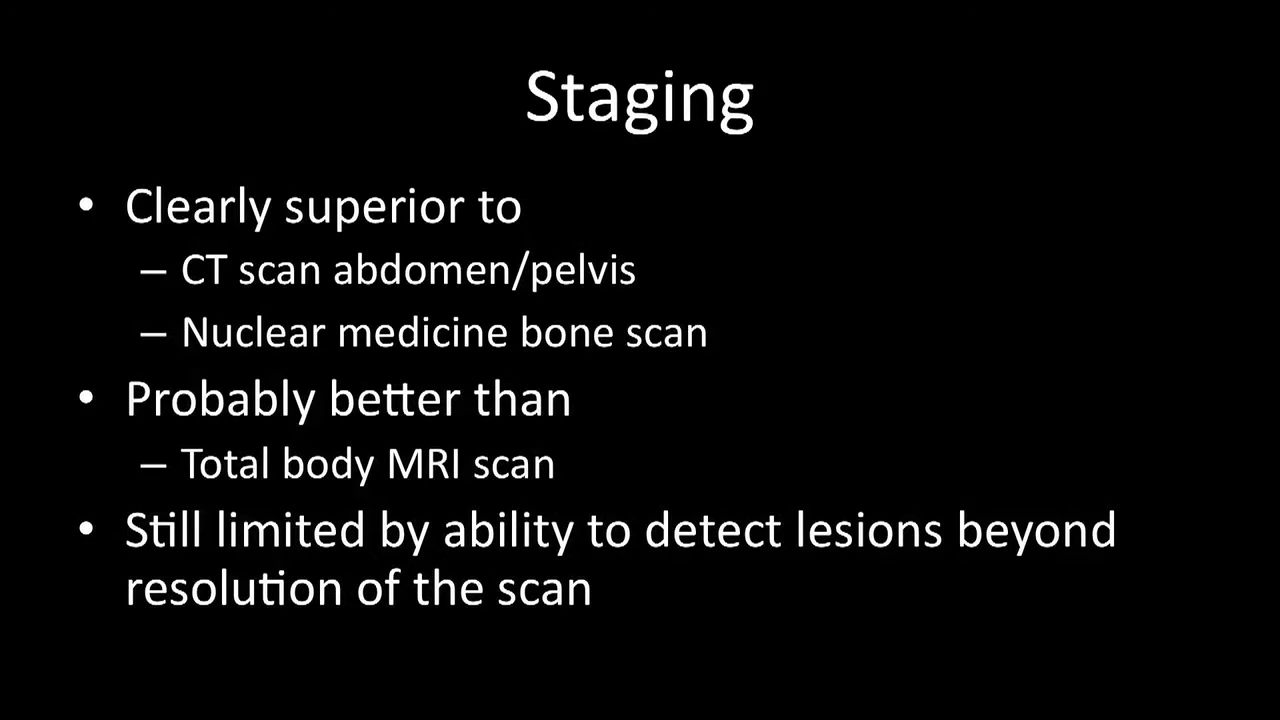 Staging
• Clearly superior to
– CT scan abdomen/pelvis
– Nuclear medicine bone scan
• Probably better than
– Total body MRI scan
• Still limited by ability to detect lesions beyond
resolution of the scan